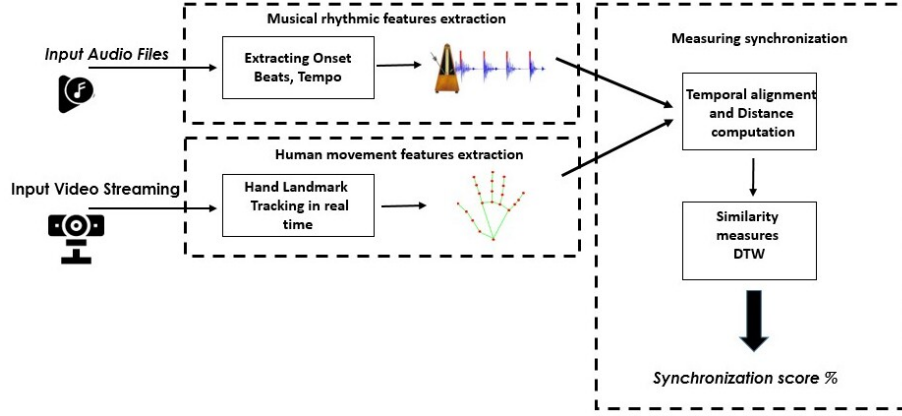 Musical rhythmic features extraction
Input Audio Files
Extracting Onset
Beats, Tempo
Human movement features extraction
Input Video Streaming
Hand Landmark
Tracking in real
time
Measuring synchronization
Temporal alignment
and Distance
computation
Similarity
measures
DTW
Synchronization score %